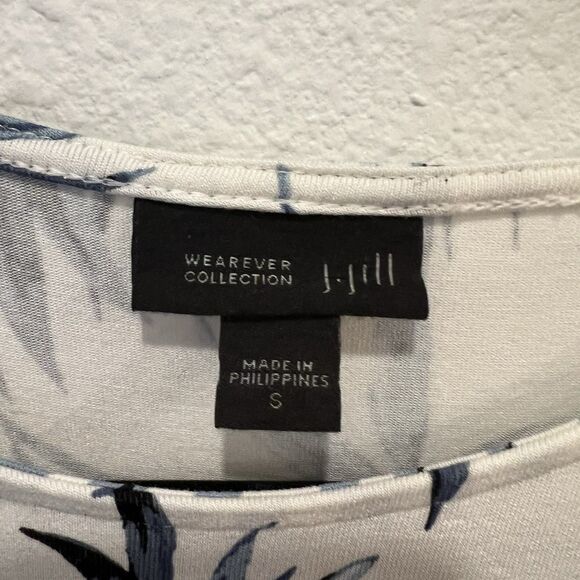 WEAREVER
COLLECTION
J.Jill
MADE IN
PHILIPPINES
S